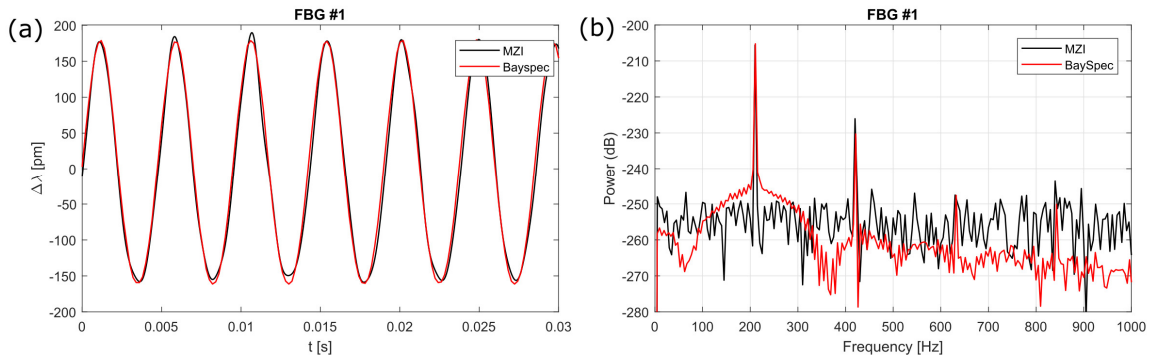 (a)
FBG #1
200
150
100
50
0
-50
-100
-150
-200
Δλ [pm]
MZI
Bayspec
0 0.005 0.01 0.015 0.02 0.025 0.03
t [s]
(b)
FBG #1
-200
-210
-220
-230
-240
-250
-260
-270
-280
Power (dB)
MZI
BaySpec
0 100 200 300 400 500 600 700 800 900 1000
Frequency [Hz]